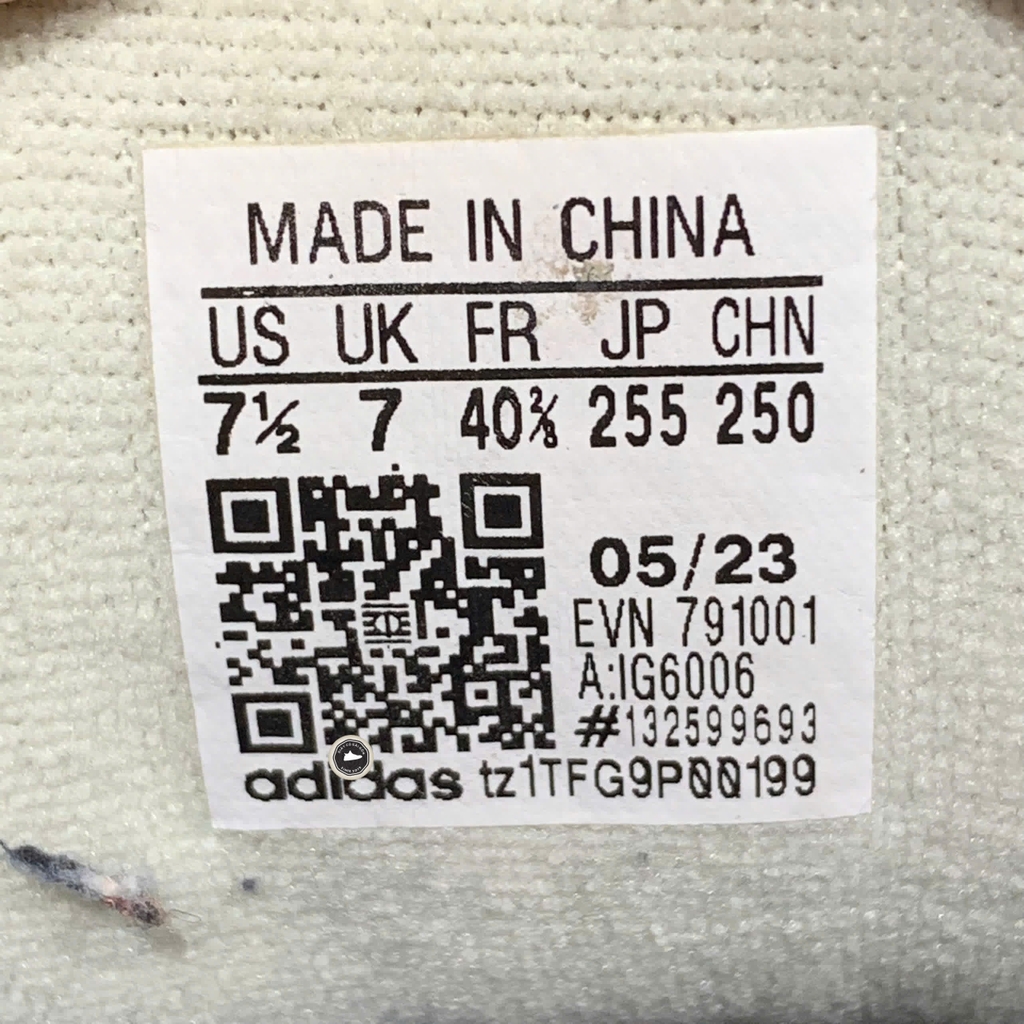 MADE IN CHINA
US UK FR JP CHN
7½ 7 40⅔ 255 250
05/23
EVN 791001
A:IG6006
#132599693
adidas tz1TFG9P00199